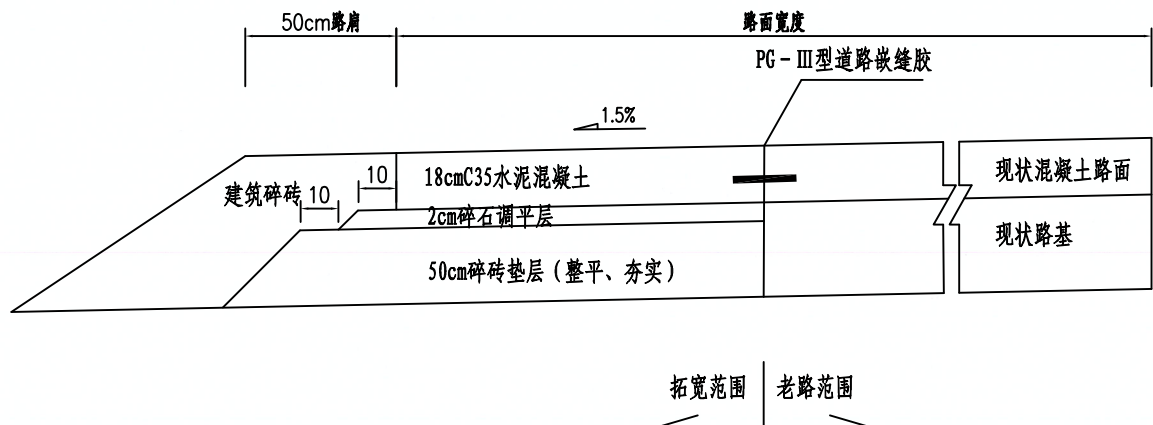 50cm路肩
路面宽度
PG-Ⅲ型道路嵌缝胶
1.5%
10
18cmC35水泥混凝土
现状混凝土路面
建筑碎砖
10
2cm碎石调平层
现状路基
50cm碎砖垫层（整平、夯实）
拓宽范围
老路范围